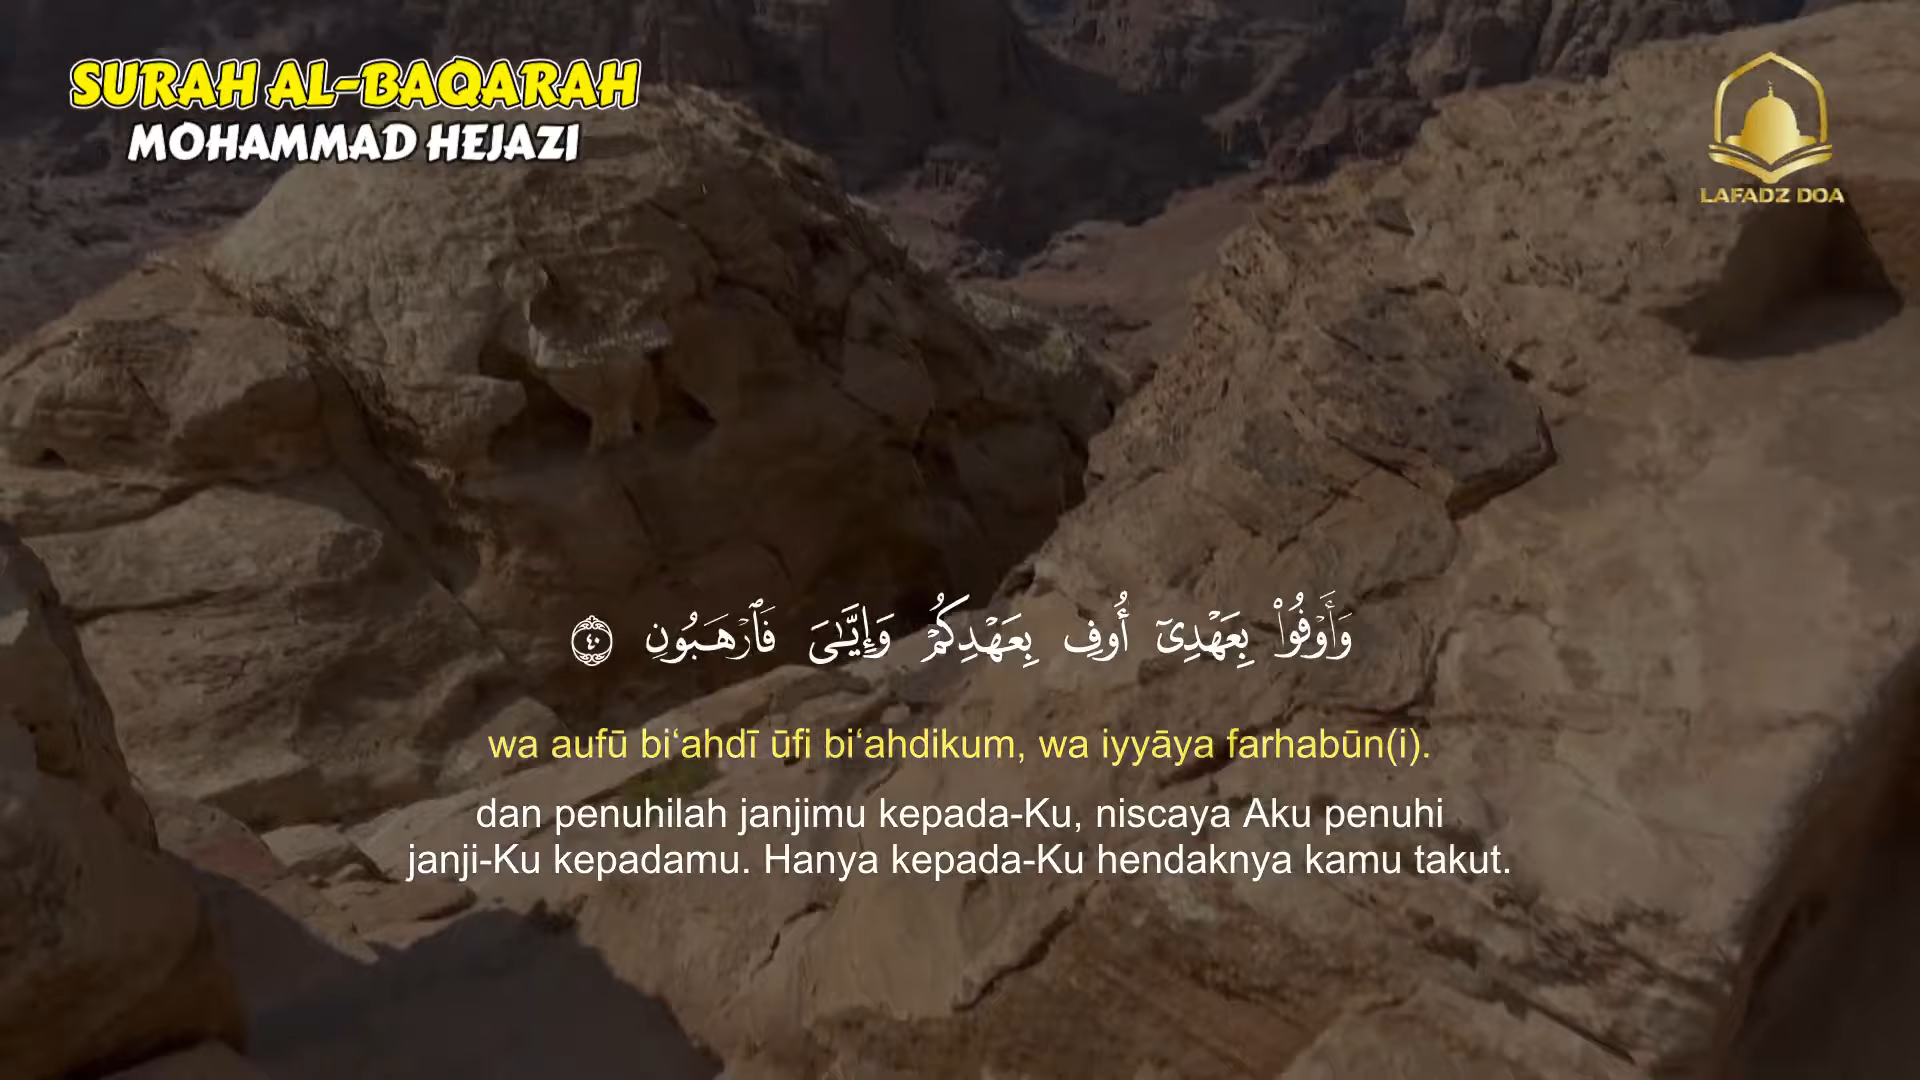 SURAH AL-BAQARAH
MOHAMMAD HEJAZI
LAFADZ DOA
وَأَوْفُوا۟ بِعَهْدِىٓ أُوفِ بِعَهْدِكُمْ وَإِيَّـٰىَ فَٱرْهَبُونِ ٤٠
wa aufū bi‘ahdī ūfi bi‘ahdikum, wa iyyāya farhabūn(i).
dan penuhilah janjimu kepada-Ku, niscaya Aku penuhi
janji-Ku kepadamu. Hanya kepada-Ku hendaknya kamu takut.